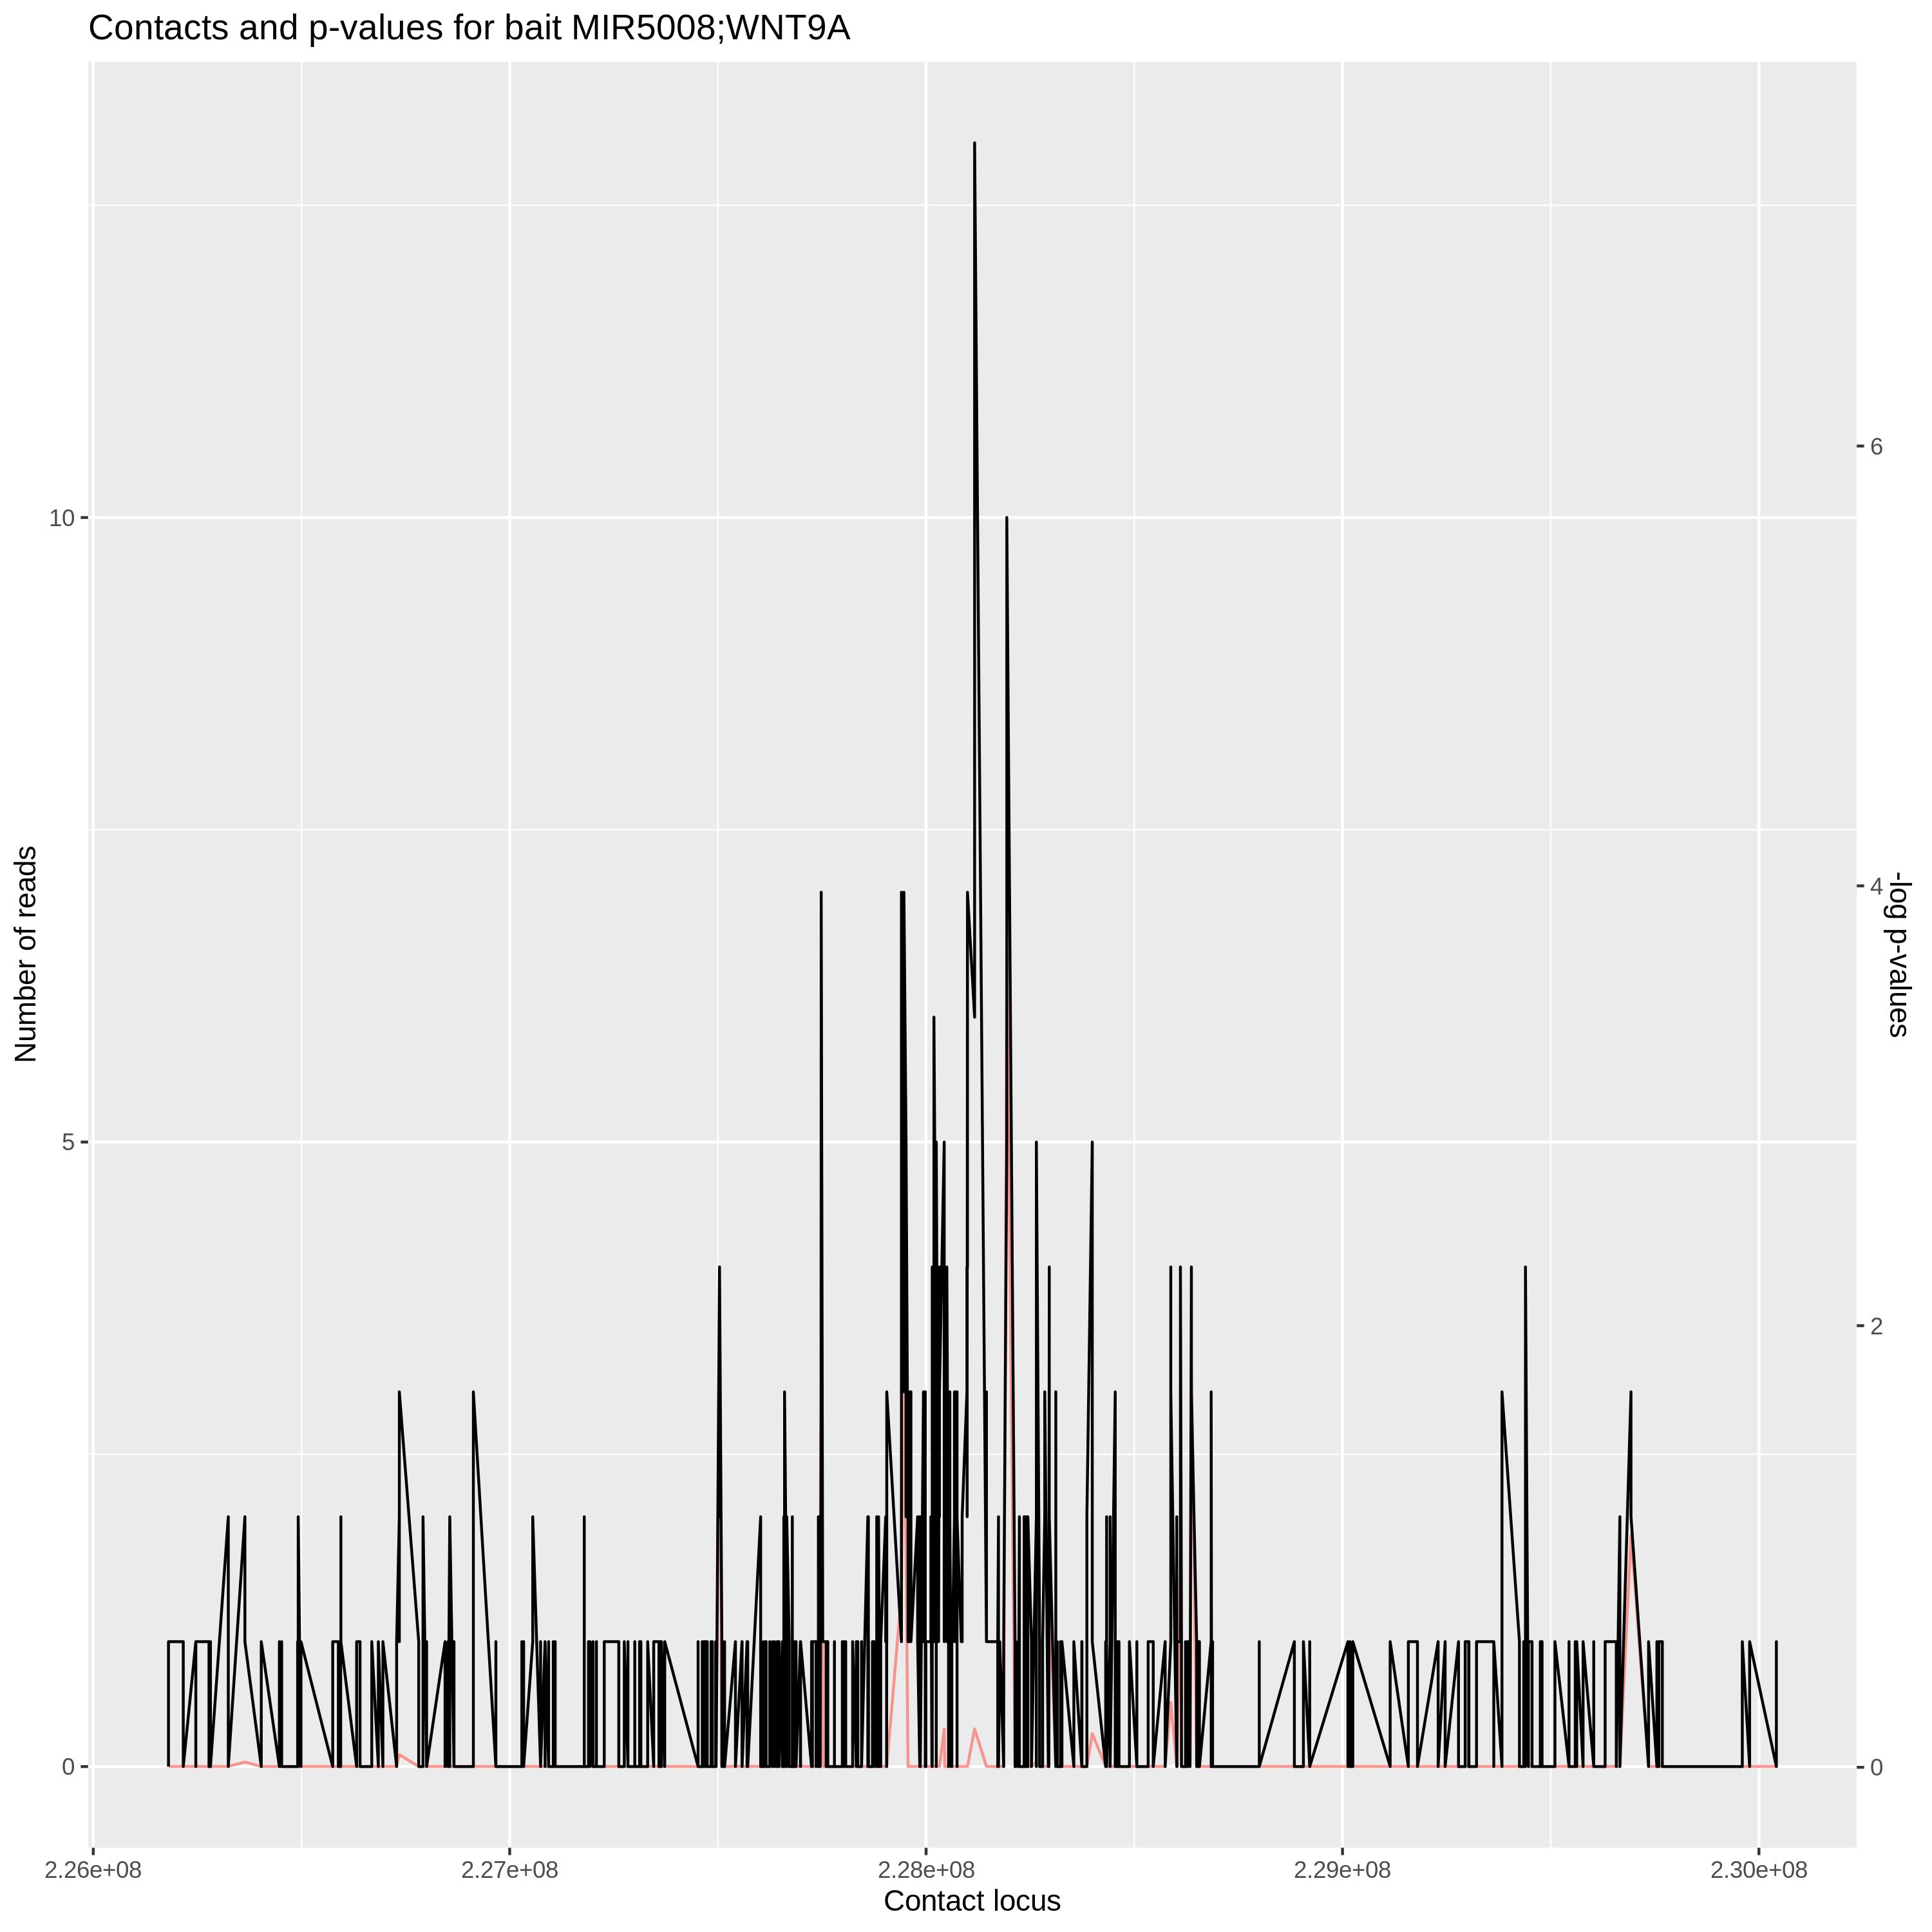 Contacts and p-values for bait MIR5008;WNT9A
Number of reads
10
5
0
6
4
2
0
-log p-values
2.26e+08
2.27e+08
2.28e+08
2.29e+08
2.30e+08
Contact locus